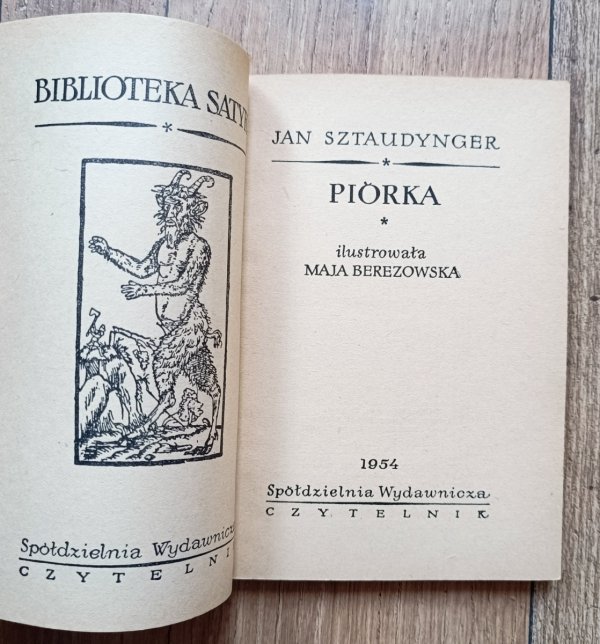 BIBLIOTEKA SATY
*
Spółdzielnia Wydawnicz
CZYTELNI
JAN SZTAUDYNGER
*
PIÓRKA
*
ilustrowała
MAJA BEREZOWSKA
1954
Spółdzielnia Wydawnicza
CZYTELNIK